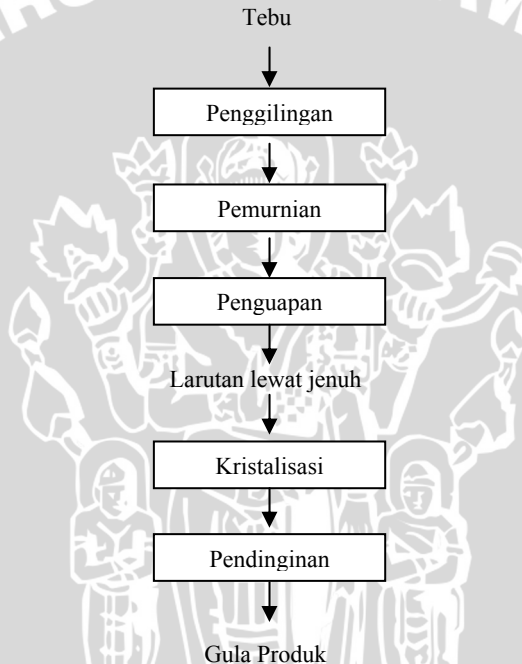 Tebu
Penggilingan
Pemurnian
Penguapan
Larutan lewat jenuh
Kristalisasi
Pendinginan
Gula Produk